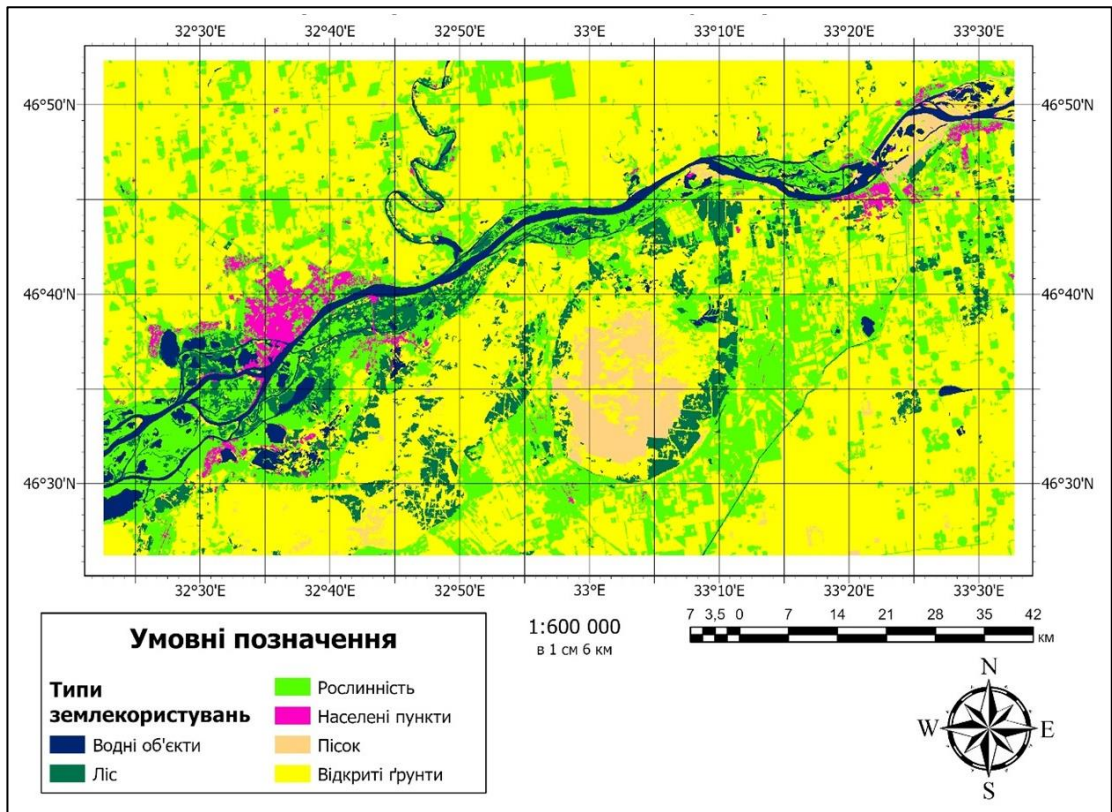 32°30'E 32°40'E 32°50'E 33°E 33°10'E 33°20'E 33°30'E
46°50'N 46°50'N
46°40'N 46°40'N
46°30'N 46°30'N
32°30'E 32°40'E 32°50'E 33°E 33°10'E 33°20'E 33°30'E
Умовні позначення
Типи
землекористувань
Водні об'єкти
Ліс
Рослинність
Населені пункти
Пісок
Відкриті ґрунти
1:600 000
в 1 см 6 км
7 3,5 0 7 14 21 28 35 42
км
N
W E
S